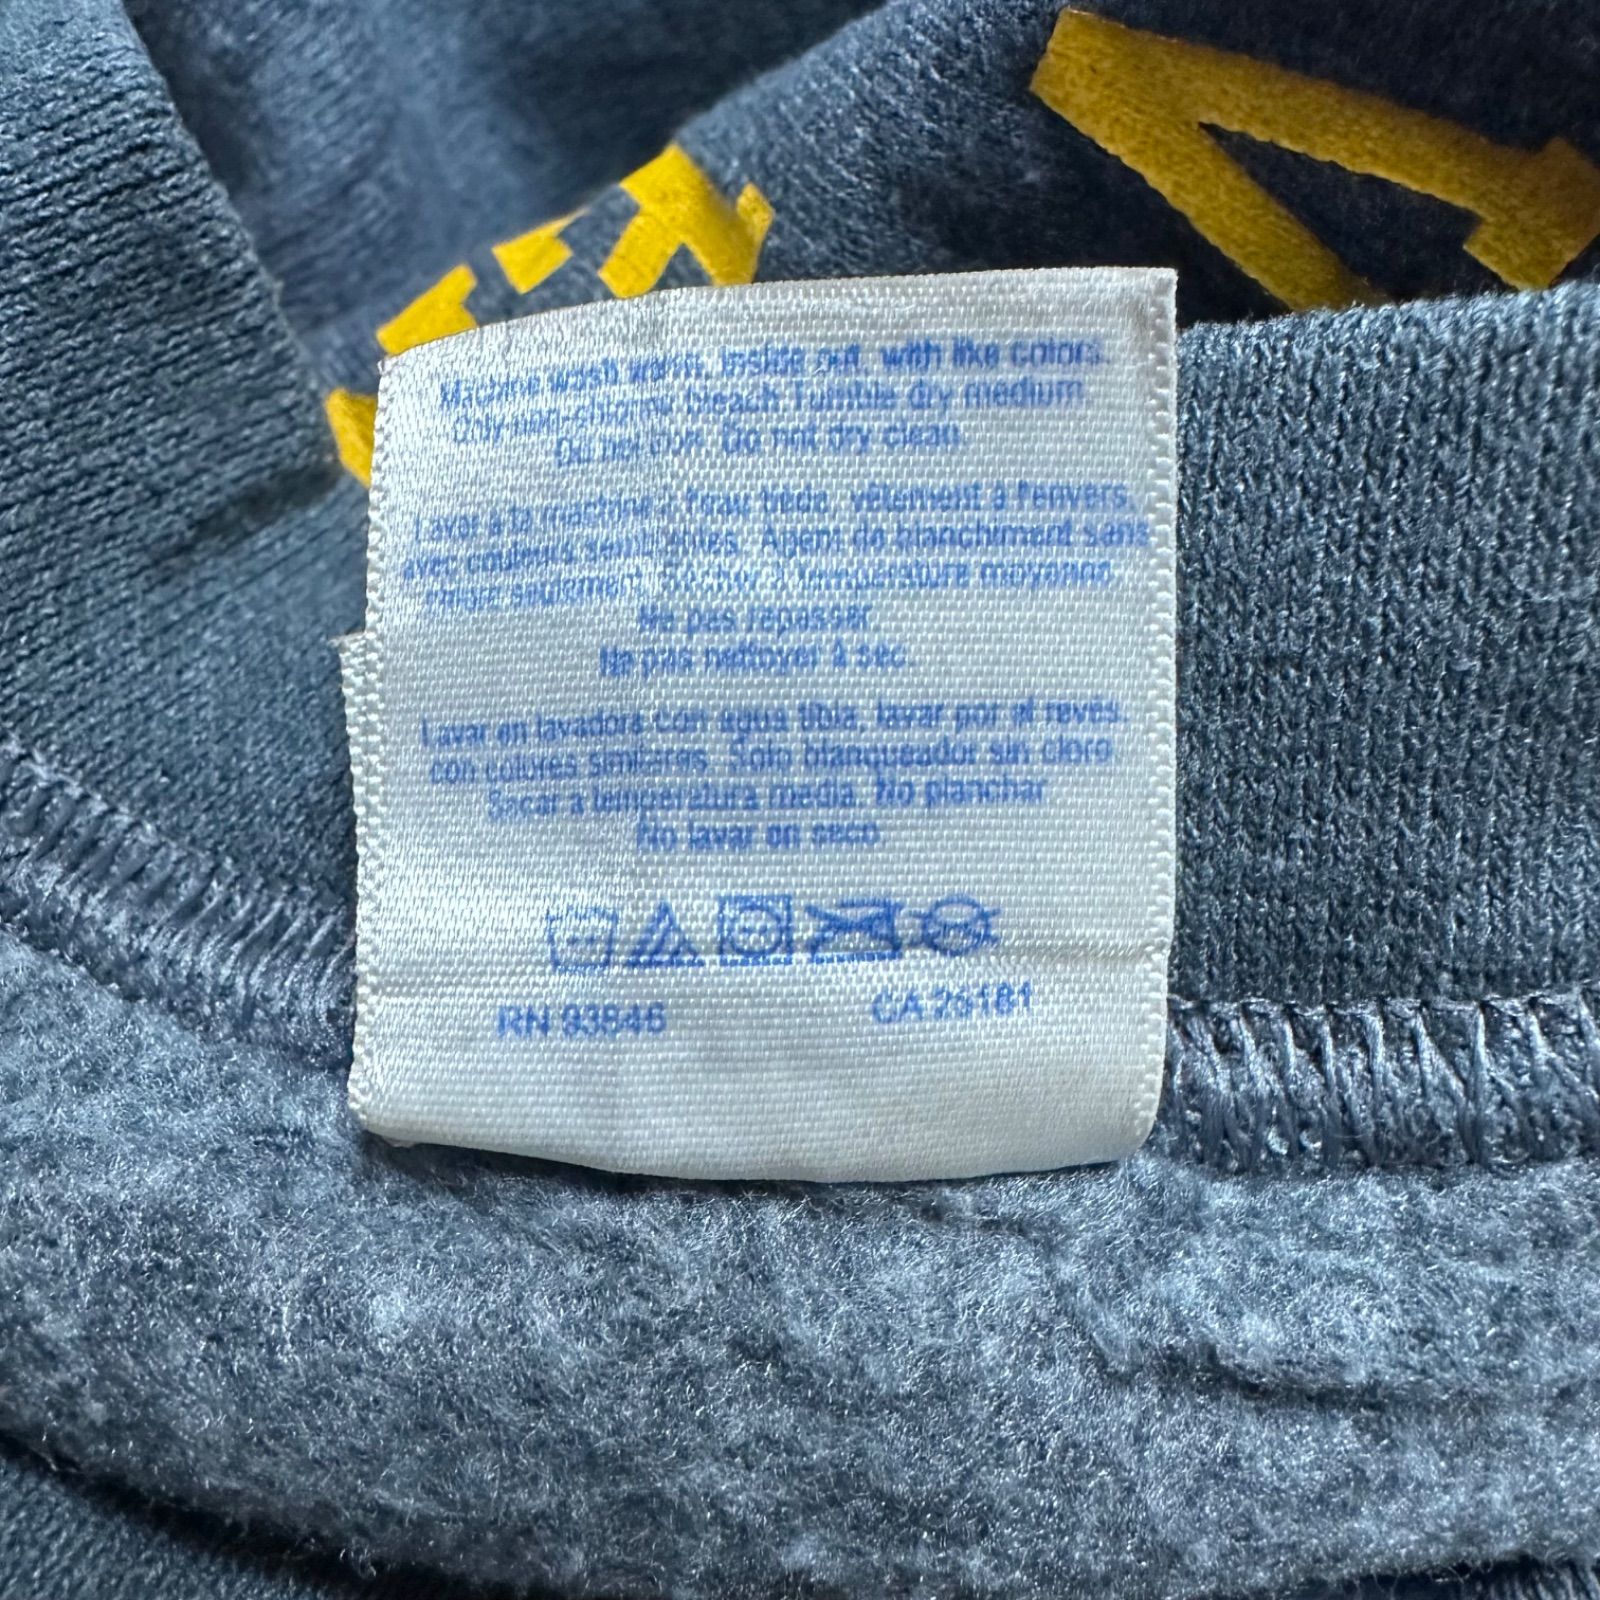 Machine wash warm, inside out, with like colors.
Only non-chlorine bleach. Tumble dry medium
Do not iron. Do not dry clean.
Laver à la machine à l'eau tiède, vêtement à l'envers,
avec couleurs semblables. Agent de blanchiment sans
chlore seulement. Sécher à température moyenne
Ne pas repasser
Ne pas nettoyer à sec.
Lavar en lavadora con agua tibia, lavar por el revés,
con colores similares. Solo blanqueador sin cloro
Secar a temperatura media. No planchar
No lavar en seco
RN 93846 CA 26181